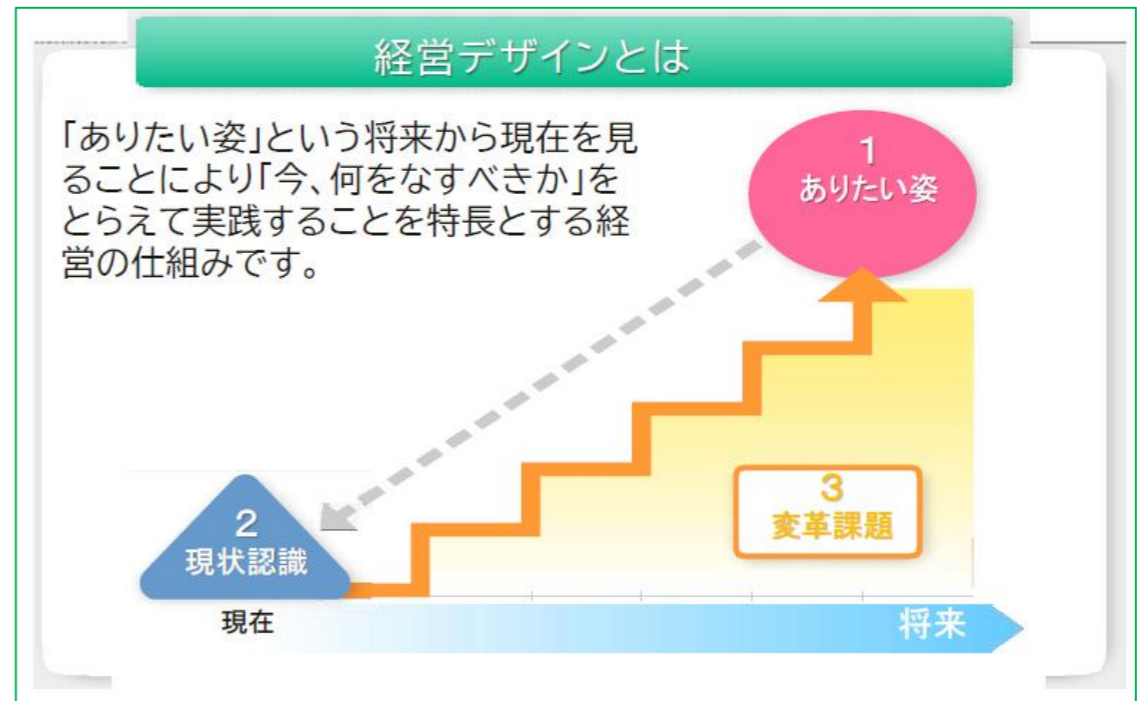 経営デザインとは
「ありたい姿」という将来から現在を見
ることにより「今、何をなすべきか」を
とらえて実践することを特長とする経
営の仕組みです。
1
ありたい姿
2
現状認識
3
変革課題
現在
将来